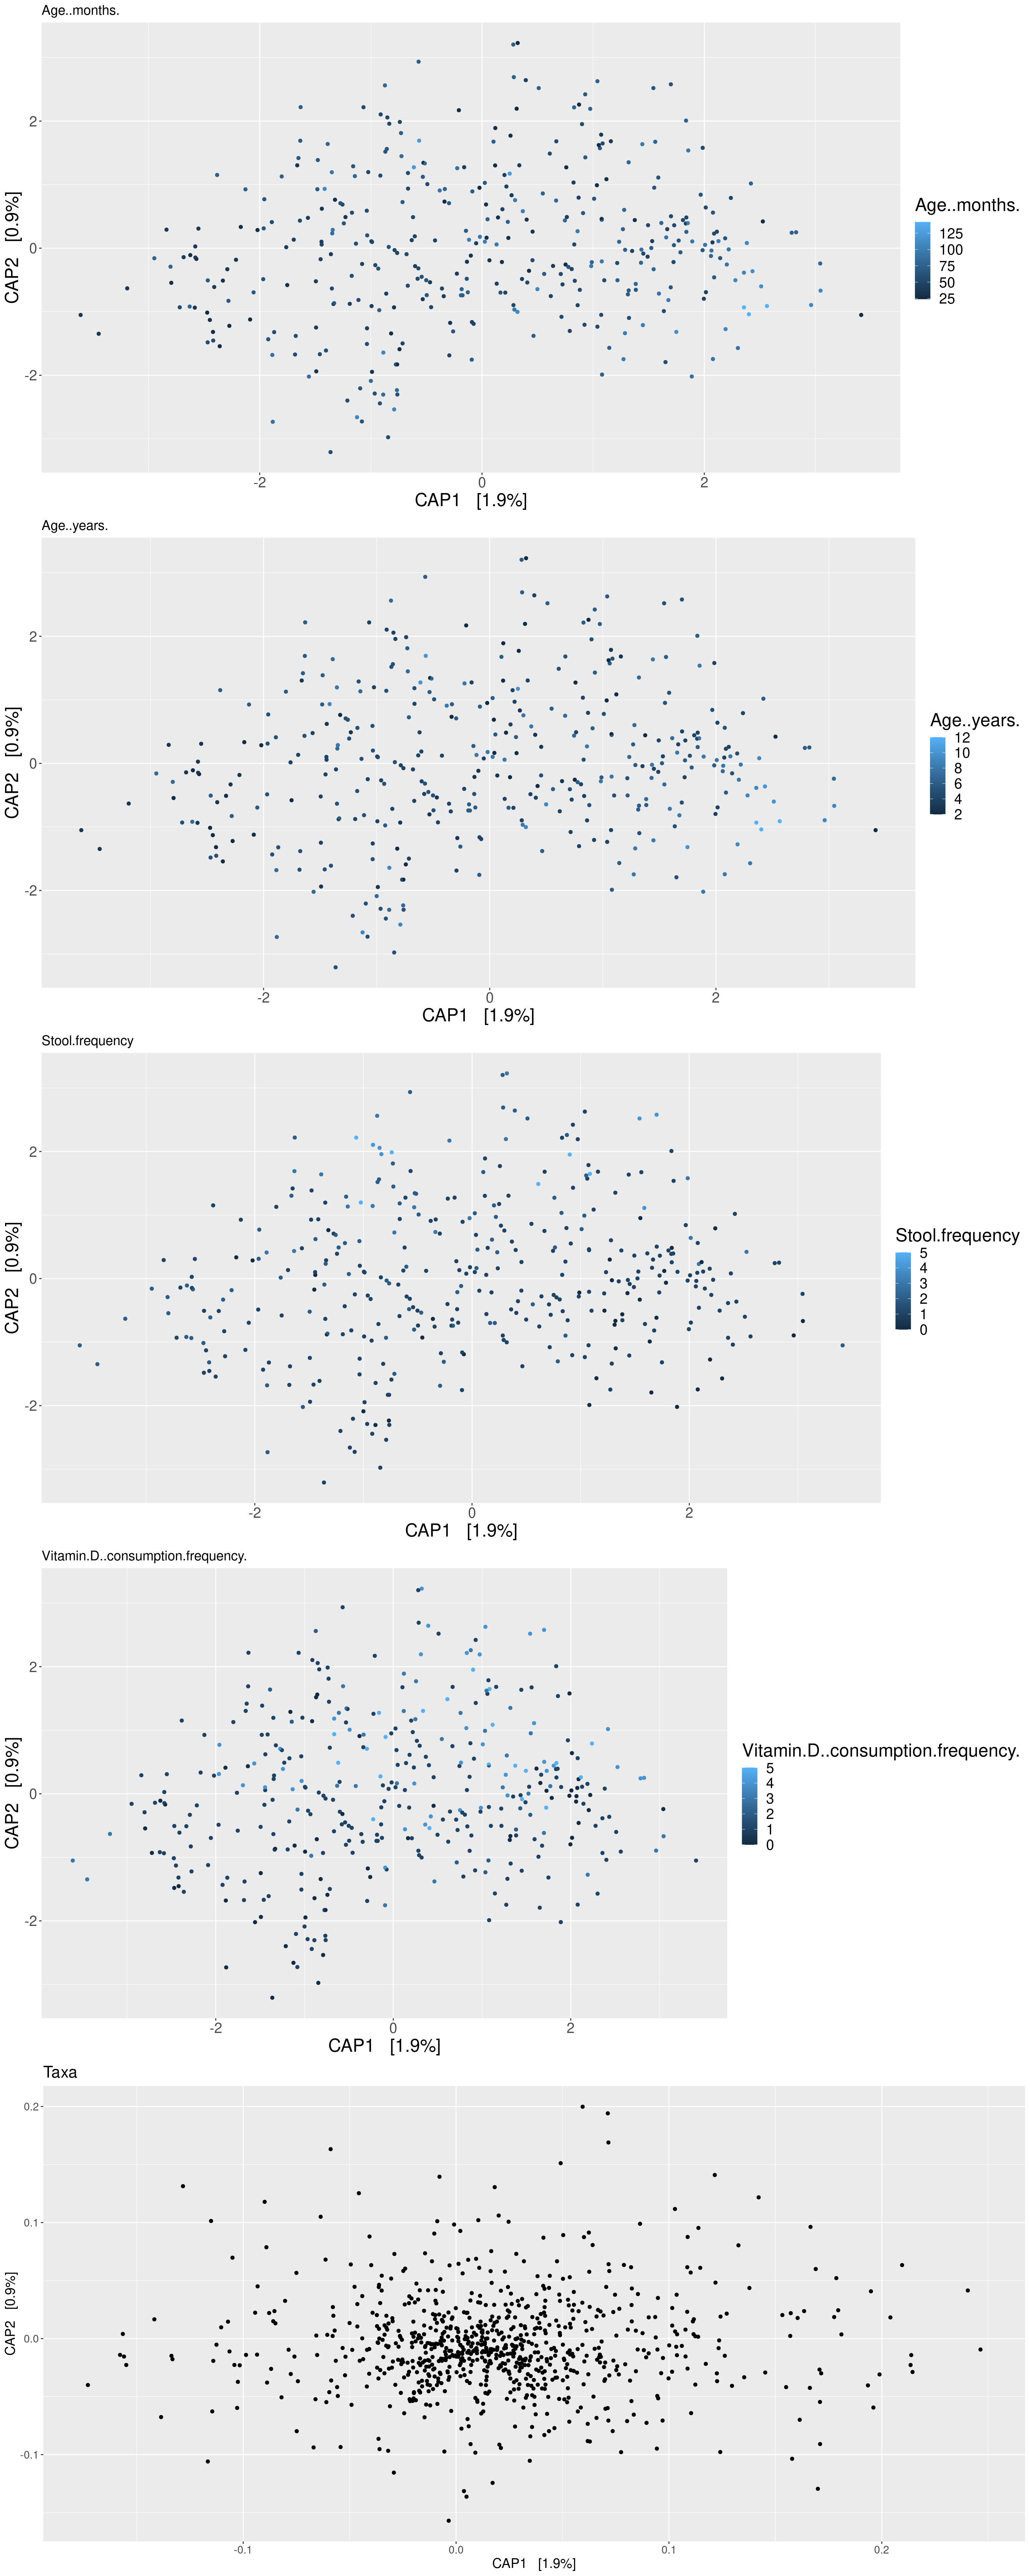 Age..months.
2
0
-2
CAP2 [0.9%]
-2 0 2
CAP1 [1.9%]
Age..months.
125
100
75
50
25
Age..years.
2
0
-2
CAP2 [0.9%]
-2 0 2
CAP1 [1.9%]
Age..years.
12
10
8
6
4
2
Stool.frequency
2
0
-2
CAP2 [0.9%]
-2 0 2
CAP1 [1.9%]
Stool.frequency
5
4
3
2
1
0
Vitamin.D..consumption.frequency.
2
0
-2
CAP2 [0.9%]
-2 0 2
CAP1 [1.9%]
Vitamin.D..consumption.frequency.
5
4
3
2
1
0
Taxa
0.2
0.1
0.0
-0.1
CAP2 [0.9%]
-0.1 0.0 0.1 0.2
CAP1 [1.9%]